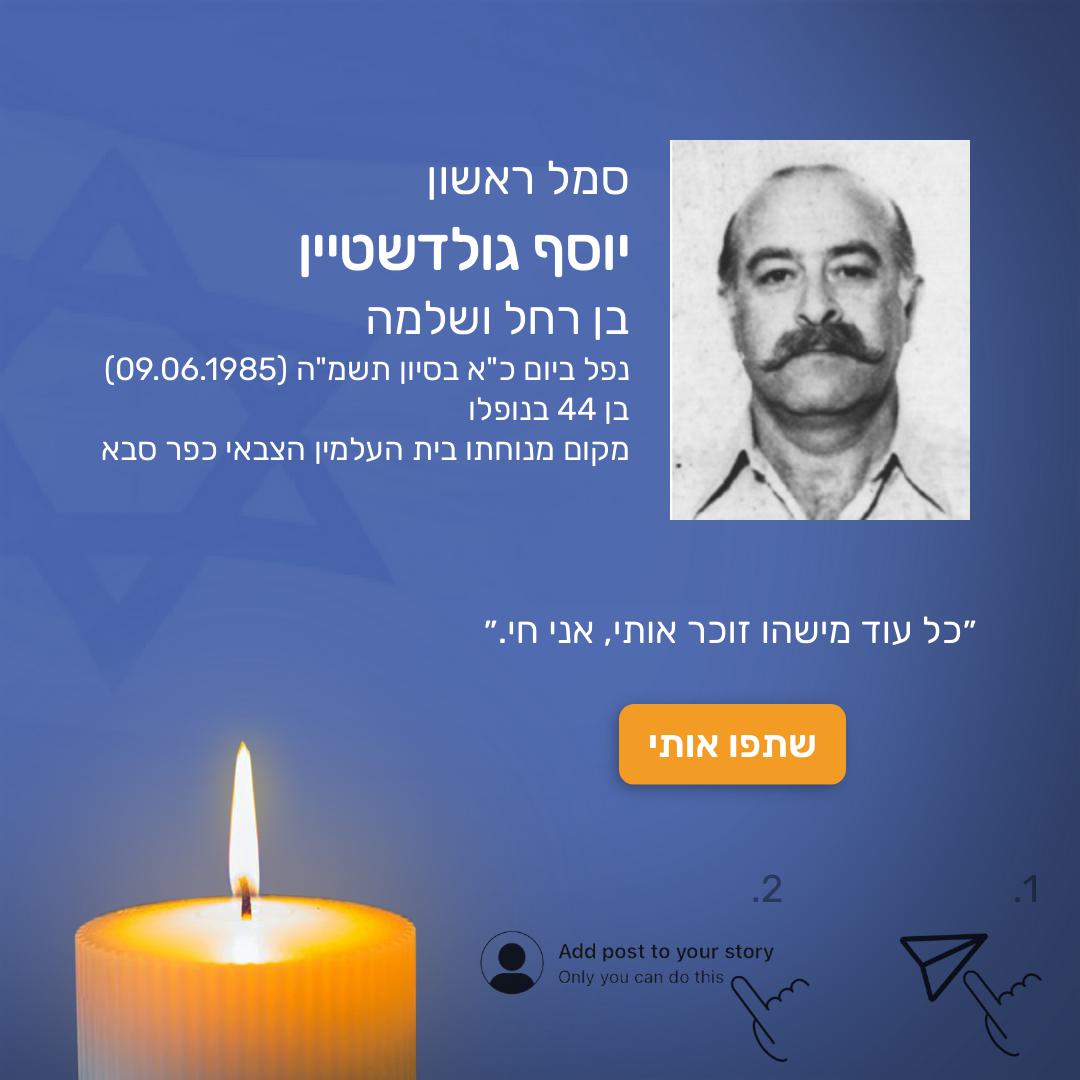 סמל ראשון
יוסף גולדשטיין
בן רחל ושלמה
נפל ביום כ"א בסיון תשמ"ה (09.06.1985)
בן 44 בנופלו
מקום מנוחתו בית העלמין הצבאי כפר סבא
״כל עוד מישהו זוכר אותי, אני חי.״
שתפו אותי
1.
2.
Add post to your story
Only you can do this